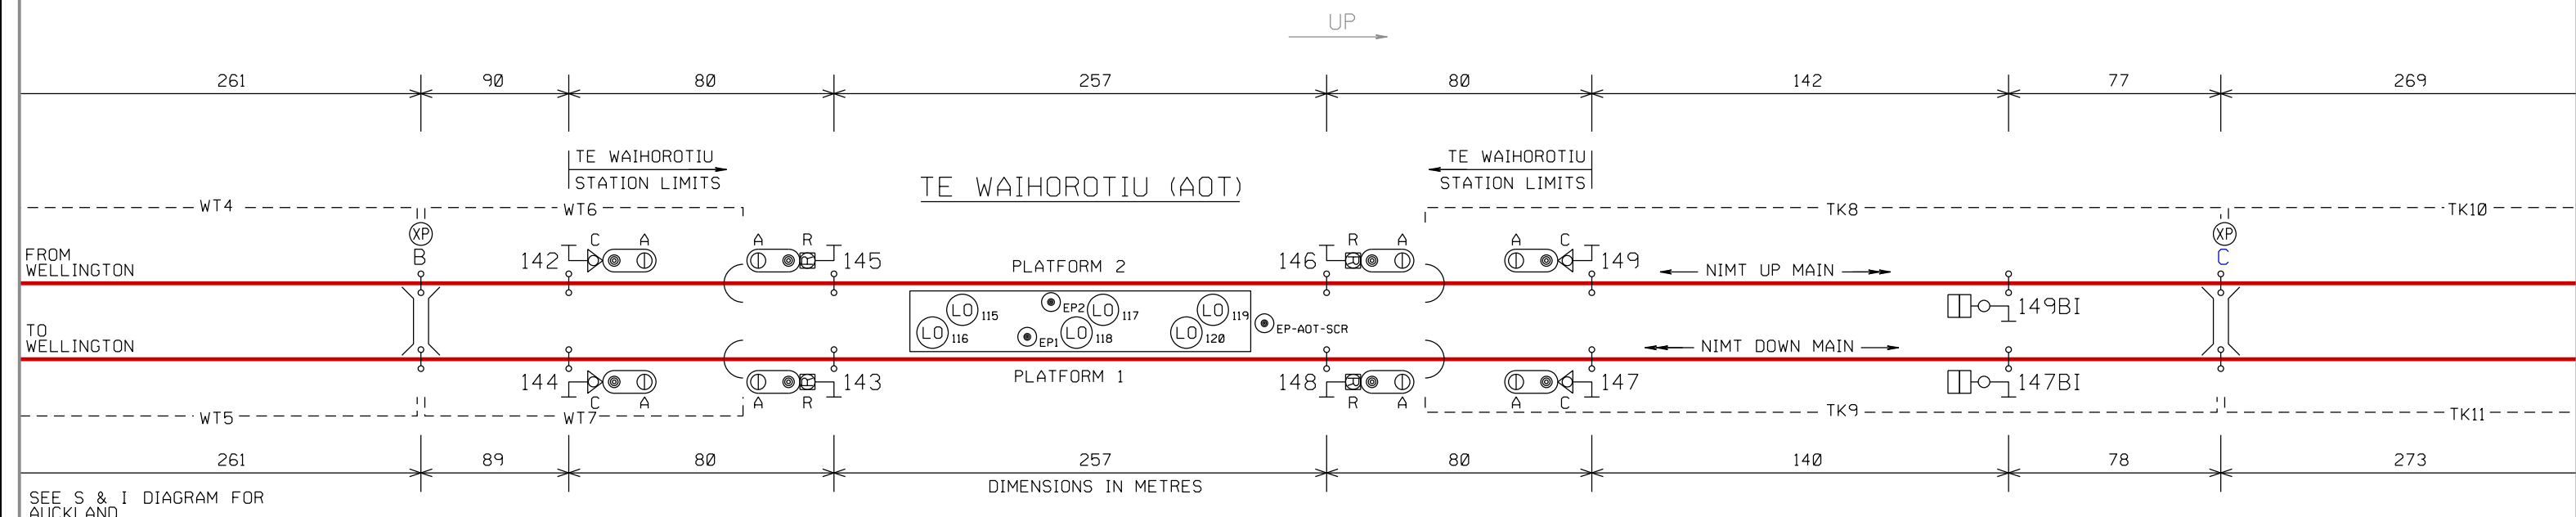 UP
261 90 80 257 80 142 77 269
TE WAIHOROTIU
STATION LIMITS
TE WAIHOROTIU (AOT)
TE WAIHOROTIU
STATION LIMITS
WT4 WT6 TK8 TK10
XP
B
XP
C
C A A R R A A C
FROM
WELLINGTON
142 145 PLATFORM 2 146 149 NIMT UP MAIN
LO 115 EP2 LO 117 LO 119
149BI
TO
WELLINGTON
LO 116 EP1 LO 118 LO 120 EP-AOT-SCR
NIMT DOWN MAIN
144 R 143 PLATFORM 1 148 R 147 147BI
C A A R R A A C
WT5 WT7 TK9 TK11
261 89 80 257 80 140 78 273
DIMENSIONS IN METRES
SEE S & I DIAGRAM FOR
AUCKLAND